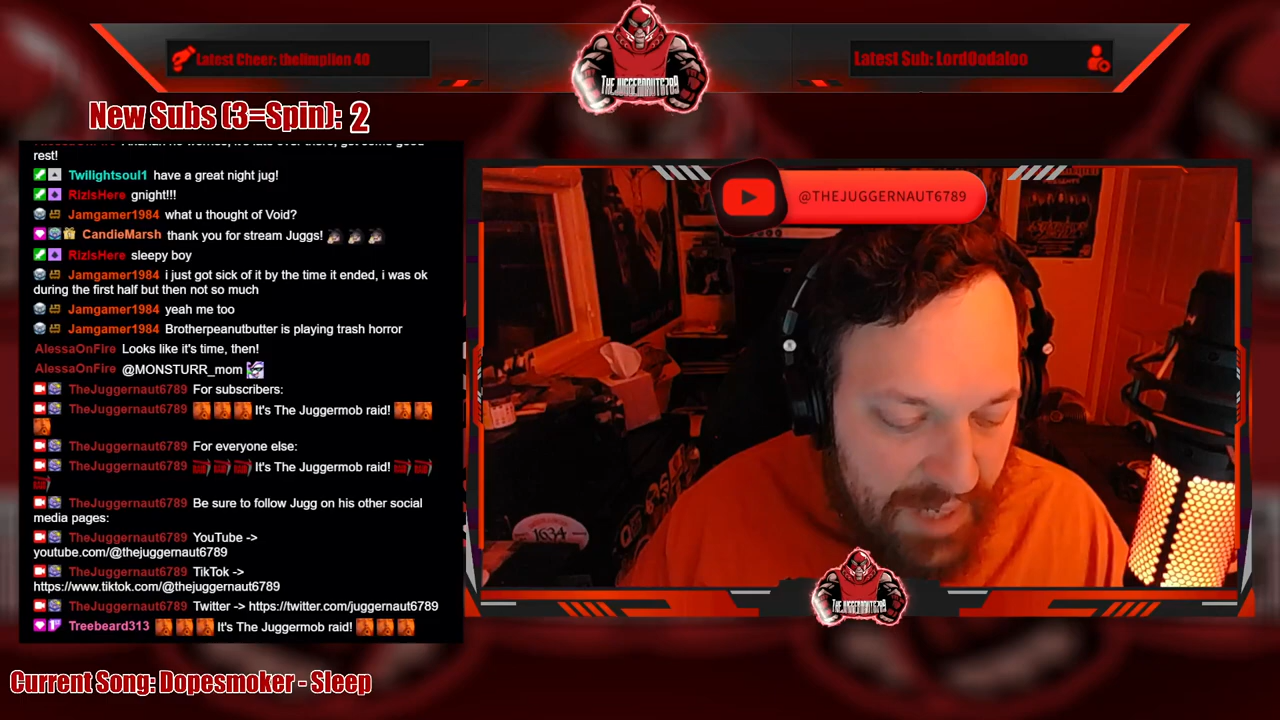 Latest Cheer: thelimplion 40
THEJUGGERNAUT6789
Latest Sub: LordOodaloo
New Subs (3=Spin): 2
rest!
Twilightsoul1 have a great night jug!
RizIsHere gnight!!!
Jamgamer1984 what u thought of Void?
CandieMarsh thank you for stream Juggs!
RizIsHere sleepy boy
Jamgamer1984 i just got sick of it by the time it ended, i was ok
during the first half but then not so much
Jamgamer1984 yeah me too
Jamgamer1984 Brotherpeanutbutter is playing trash horror
AlessaOnFire Looks like it's time, then!
AlessaOnFire @MONSTURR_mom
TheJuggernaut6789 For subscribers:
TheJuggernaut6789 It's The Juggermob raid!
TheJuggernaut6789 For everyone else:
TheJuggernaut6789 It's The Juggermob raid!
TheJuggernaut6789 Be sure to follow Jugg on his other social
media pages:
TheJuggernaut6789 YouTube ->
youtube.com/@thejuggernaut6789
TheJuggernaut6789 TikTok ->
https://www.tiktok.com/@thejuggernaut6789
TheJuggernaut6789 Twitter -> https://twitter.com/juggernaut6789
Treebeard313 It's The Juggermob raid!
@THEJUGGERNAUT6789
1634
THEJUGGERNAUT6789
Current Song: Dopesmoker - Sleep